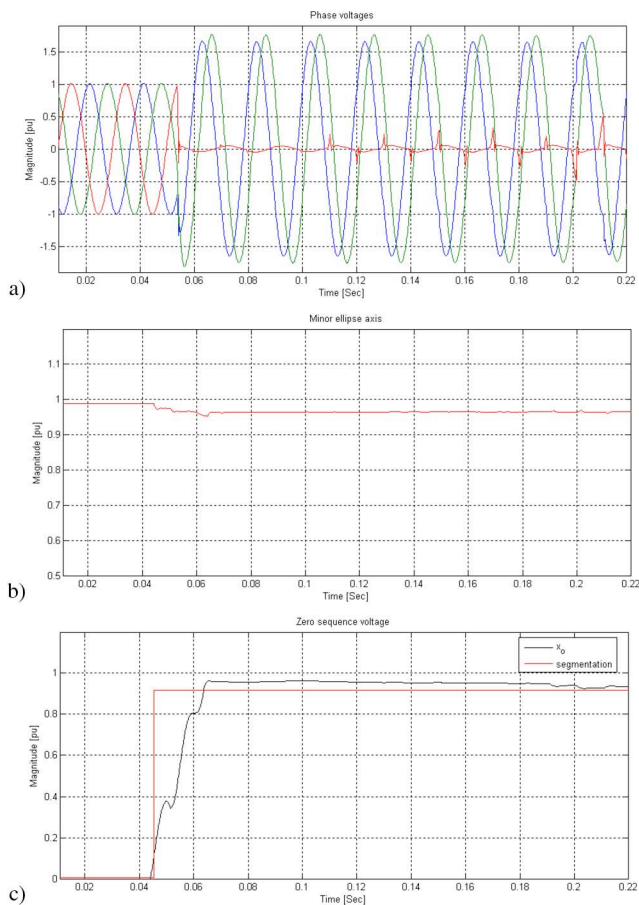 Phase voltages
Magnitude [pu]
1.5
1
0.5
0
-0.5
-1
-1.5
0.02 0.04 0.06 0.08 0.1 0.12 0.14 0.16 0.18 0.2 0.22
Time [Sec]
a)
Minor ellipse axis
Magnitude [pu]
1.1
1
0.9
0.8
0.7
0.6
0.5
0.02 0.04 0.06 0.08 0.1 0.12 0.14 0.16 0.18 0.2 0.22
Time [Sec]
b)
Zero sequence voltage
x_o
segmentation
Magnitude [pu]
1
0.8
0.6
0.4
0.2
0
0.02 0.04 0.06 0.08 0.1 0.12 0.14 0.16 0.18 0.2 0.22
Time [Sec]
c)